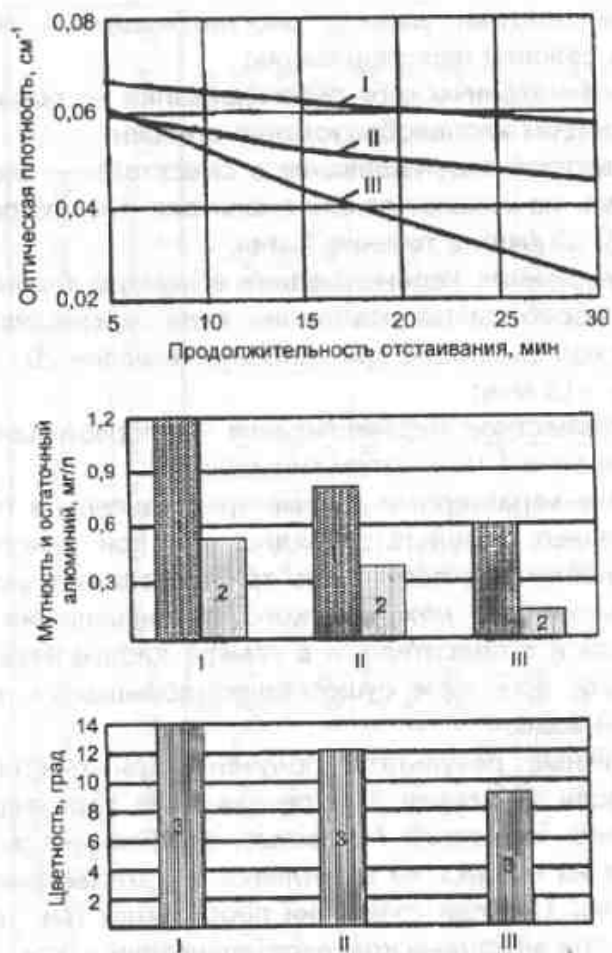 Оптическая плотность, см⁻¹
0,08
0,06
0,04
0,02
I
II
III
5 10 15 20 25 30
Продолжительность отстаивания, мин
Мутность и остаточный
алюминий, мг/л
1,2
0,9
0,6
0,3
2
2
2
I II III
Цветность, град
14
12
10
8
6
4
2
3
3
3
I II III